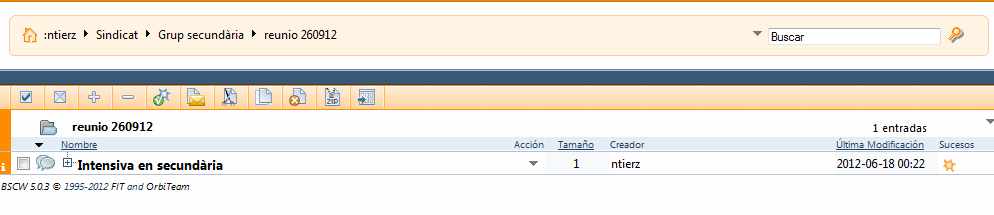 :ntierz Sindicat Grup secundària reunio 260912 Buscar
ZIP
reunio 260912 1 entradas
Nombre Acción Tamaño Creador Última Modificación Sucesos
Intensiva en secundària 1 ntierz 2012-06-18 00:22
BSCW 5.0.3 © 1995-2012 FIT and OrbiTeam